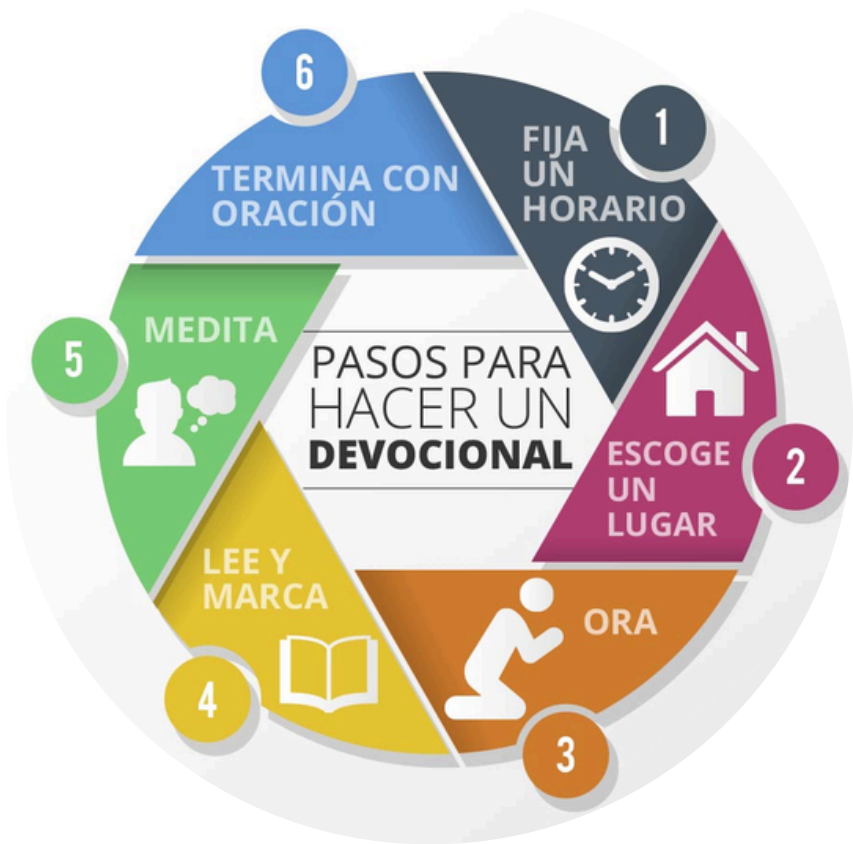 PASOS PARA
HACER UN
DEVOCIONAL
1
FIJA
UN
HORARIO
2
ESCOGE
UN
LUGAR
3
ORA
4
LEE Y
MARCA
5
MEDITA
6
TERMINA CON
ORACIÓN